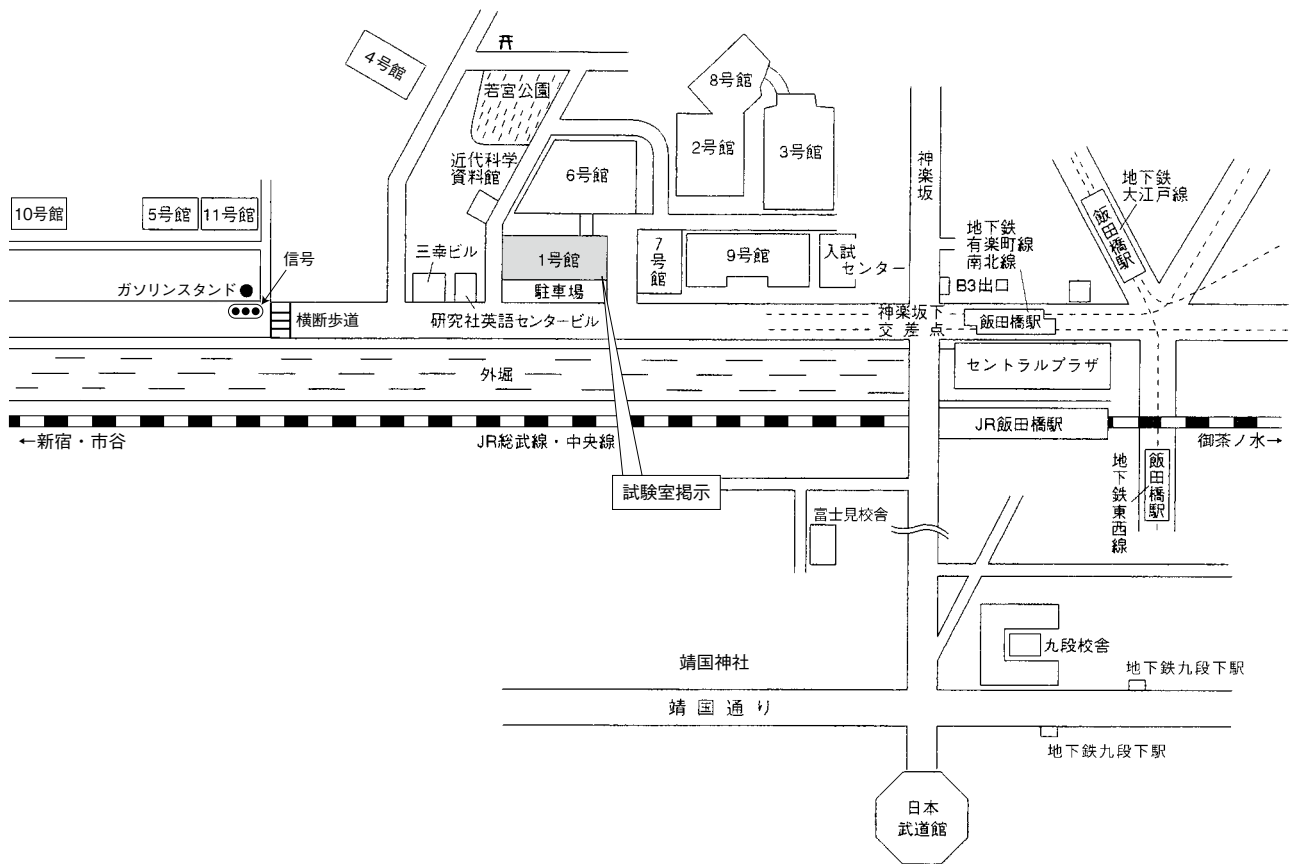 4号館
若宮公園
8号館
2号館
3号館
神楽坂
地下鉄
大江戸線
飯田橋駅
近代科学
資料館
6号館
10号館
5号館
11号館
地下鉄
有楽町線
南北線
信号
三幸ビル
1号館
7号館
9号館
入試
センター
B3出口
ガソリンスタンド
駐車場
横断歩道
研究社英語センタービル
神楽坂下
交差点
飯田橋駅
外堀
セントラルプラザ
←新宿・市谷
JR総武線・中央線
JR飯田橋駅
御茶ノ水→
試験室掲示
地下鉄東西線
飯田橋駅
富士見校舎
九段校舎
靖国神社
地下鉄九段下駅
靖国通り
地下鉄九段下駅
日本
武道館